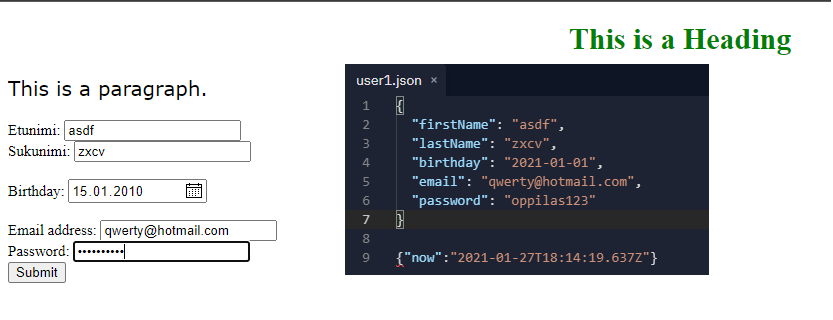 This is a Heading
This is a paragraph.
Etunimi: asdf
Sukunimi: zxcv
Birthday: 15.01.2010
Email address: qwerty@hotmail.com
Password: ••••••••••
Submit
user1.json ×
1 {
2 "firstName": "asdf",
3 "lastName": "zxcv",
4 "birthday": "2021-01-01",
5 "email": "qwerty@hotmail.com",
6 "password": "oppilas123"
7 }
8
9 {"now":"2021-01-27T18:14:19.637Z"}